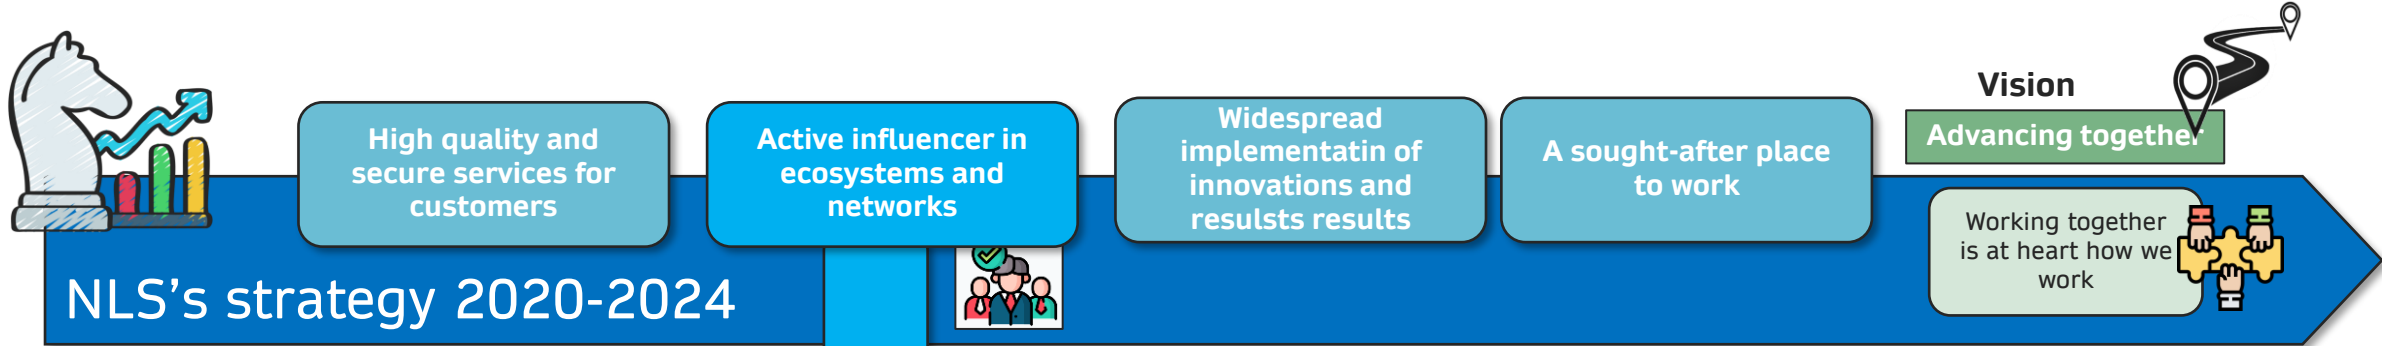 High quality and
secure services for
customers
Active influencer in
ecosystems and
networks
Widespread
implementatin of
innovations and
resulsts results
A sought-after place
to work
Vision
Advancing together
Working together
is at heart how we
work
NLS's strategy 2020-2024